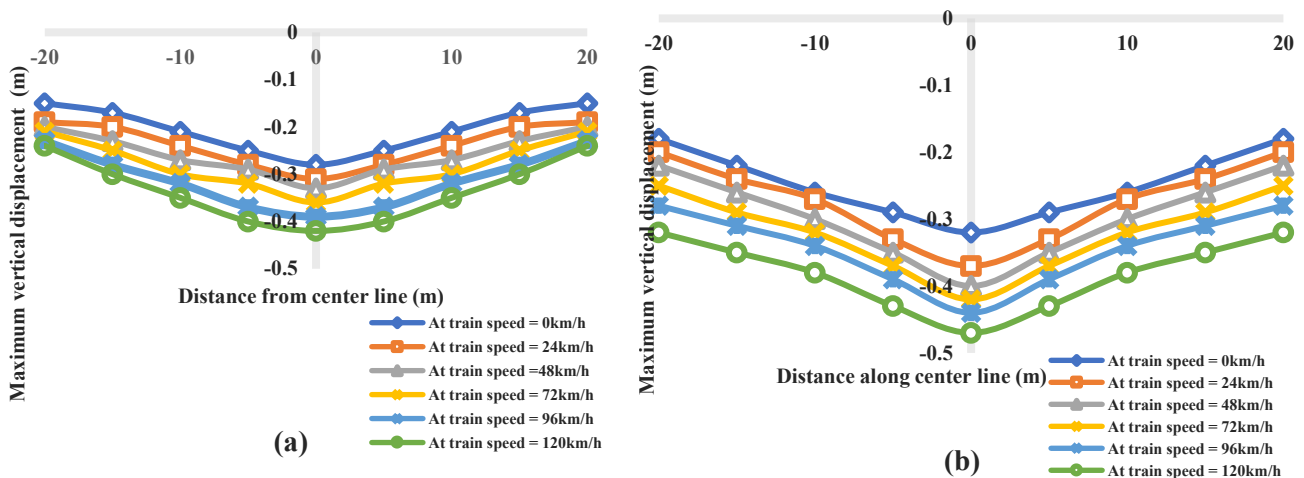 Maximum vertical displacement (m)
0
-20
-10
0
10
20
-0.1
-0.2
-0.3
-0.4
-0.5
Distance from center line (m)
At train speed = 0km/h
At train speed = 24km/h
At train speed =48km/h
At train speed = 72km/h
At train speed = 96km/h
At train speed = 120km/h
(a)
Maximum vertical displacement (m)
0
-20
-10
0
10
20
-0.1
-0.2
-0.3
-0.4
-0.5
Distance along center line (m)
At train speed = 0km/h
At train speed = 24km/h
At train speed = 48km/h
At train speed = 72km/h
At train speed = 96km/h
At train speed = 120km/h
(b)